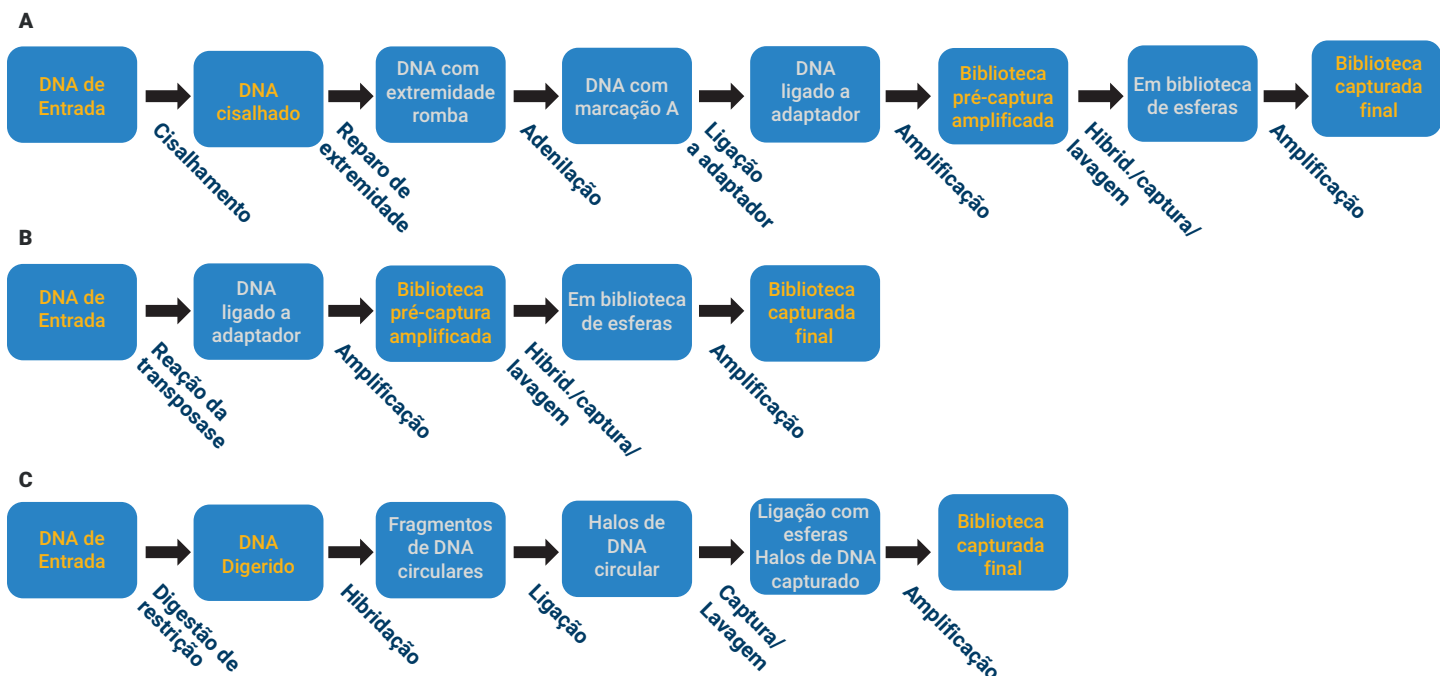 A
DNA de
Entrada
DNA
cisalhado
DNA com
extremidade
romba
DNA com
marcação A
DNA
ligado a
adaptador
Biblioteca
pré-captura
amplificada
Em biblioteca
de esferas
Biblioteca
capturada
final
Cisalhamento
Reparo de
extremidade
Adenilação
Ligação
a adaptador
Amplificação
Hibrid./captura/
lavagem
Amplificação
B
DNA de
Entrada
DNA
ligado a
adaptador
Biblioteca
pré-captura
amplificada
Em biblioteca
de esferas
Biblioteca
capturada
final
Reação da
transposase
Amplificação
Hibrid./captura/
lavagem
Amplificação
C
DNA de
Entrada
DNA
Digerido
Fragmentos
de DNA
circulares
Halos de
DNA
circular
Ligação com
esferas
Halos de DNA
capturado
Biblioteca
capturada
final
Digestão de
restrição
Hibridação
Ligação
Captura/
Lavagem
Amplificação